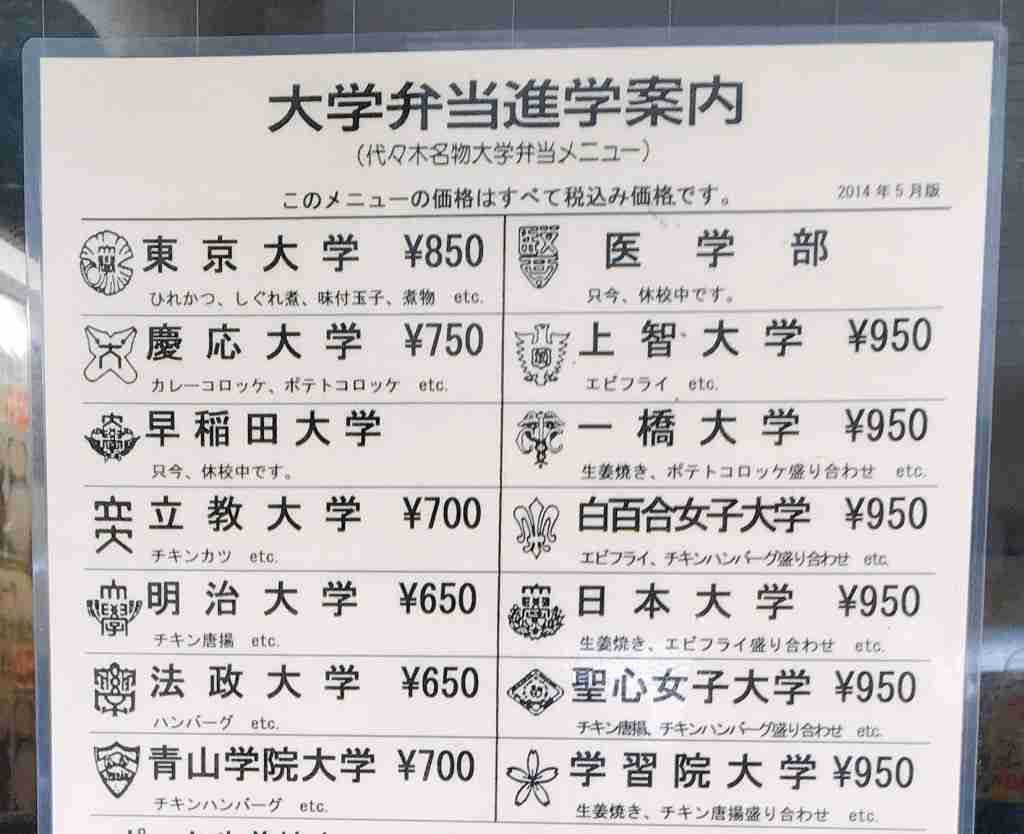 大学弁当進学案内
（代々木名物大学弁当メニュー）
このメニューの価格はすべて税込み価格です。
2014年5月版
東京大学 ¥850
ひれかつ、しぐれ煮、味付玉子、煮物 etc.
慶応大学 ¥750
カレーコロッケ、ポテトコロッケ etc.
早稲田大学
只今、休校中です。
立教大学 ¥700
チキンカツ etc.
明治大学 ¥650
チキン唐揚 etc.
法政大学 ¥650
ハンバーグ etc.
青山学院大学 ¥700
チキンハンバーグ etc.
医学部
只今、休校中です。
上智大学 ¥950
エビフライ etc.
一橋大学 ¥950
生姜焼き、ポテトコロッケ盛り合わせ etc.
白百合女子大学 ¥950
エビフライ、チキンハンバーグ盛り合わせ etc.
日本大学 ¥950
生姜焼き、エビフライ盛り合わせ etc.
聖心女子大学 ¥950
チキン唐揚、チキンハンバーグ盛り合わせ etc.
学習院大学 ¥950
生姜焼き、チキン唐揚盛り合わせ etc.